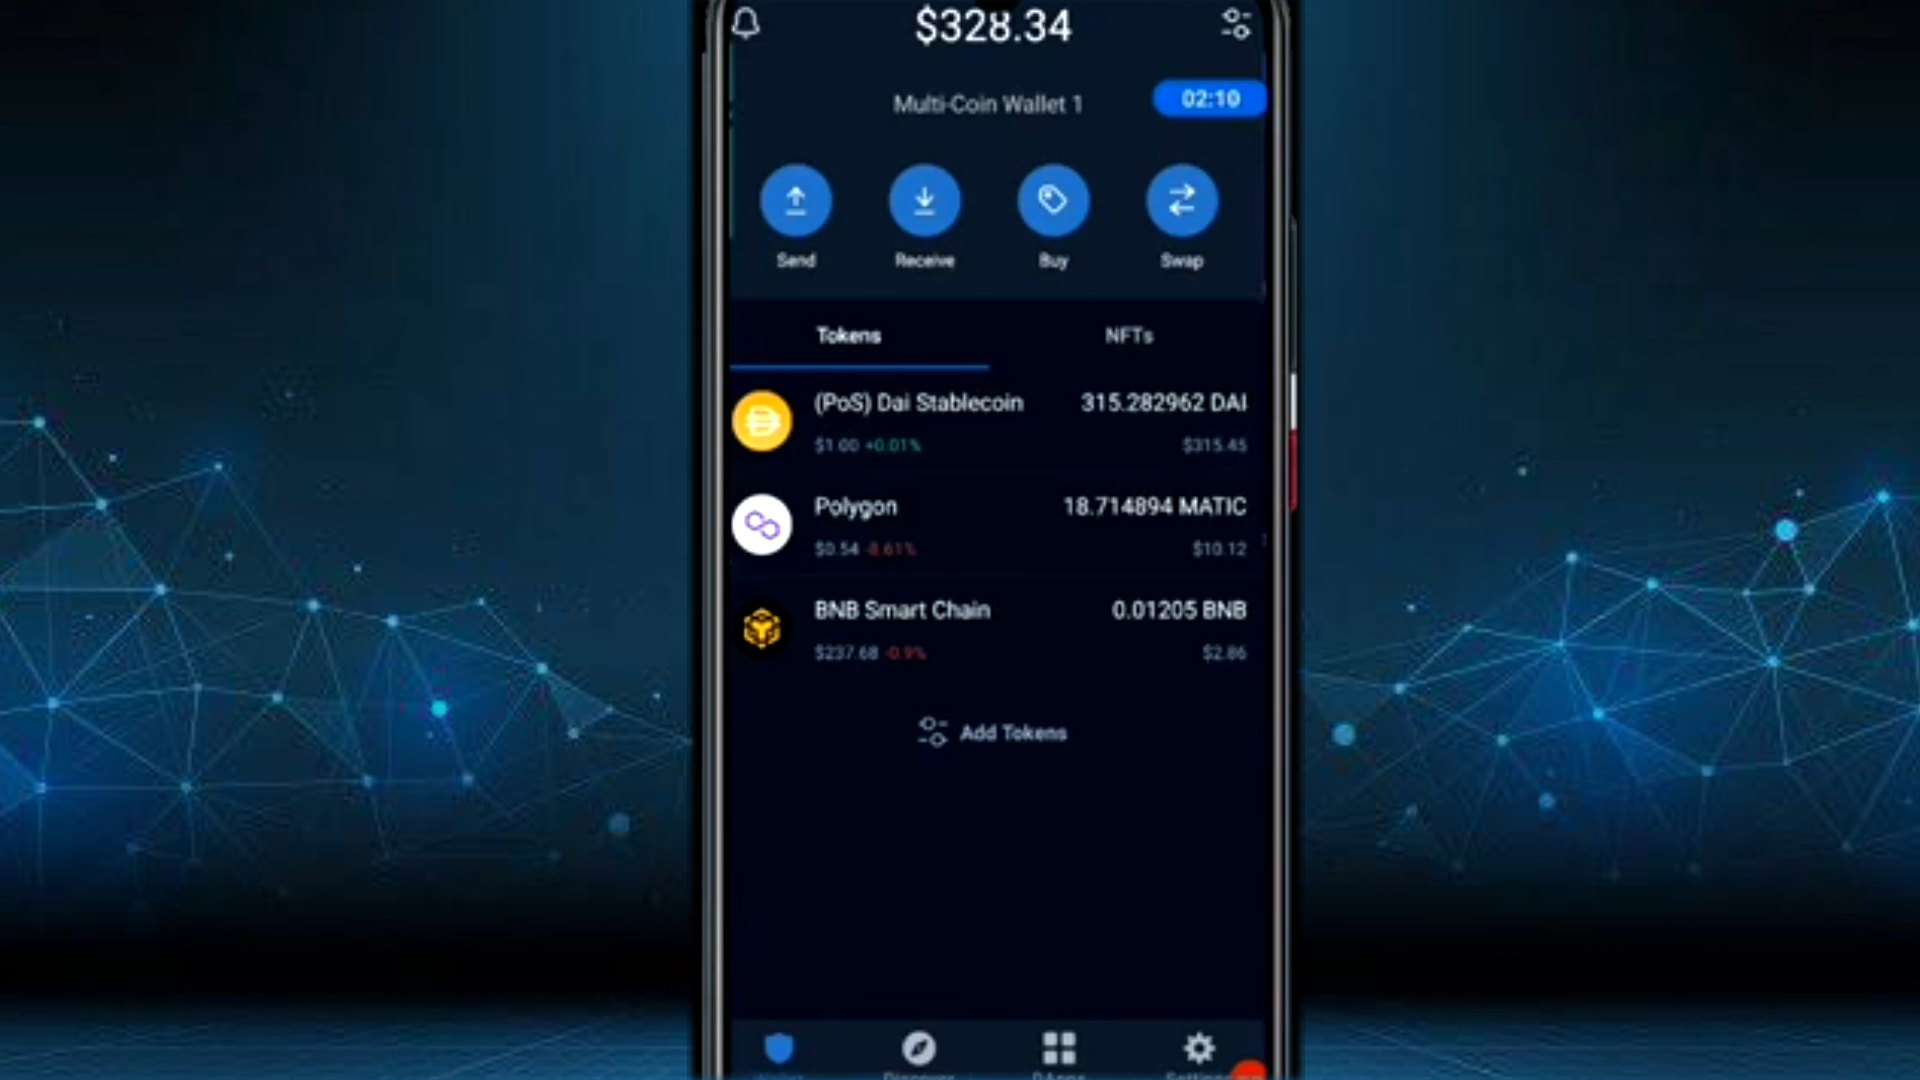 $328.34
Multi-Coin Wallet 1
02:10
Send Receive Buy Swap
Tokens NFTs
(PoS) Dai Stablecoin 315.282962 DAI
$1.00 +0.01% $315.45
Polygon 18.714894 MATIC
$0.54 -8.61% $10.12
BNB Smart Chain 0.01205 BNB
$237.68 -0.9% $2.86
Add Tokens